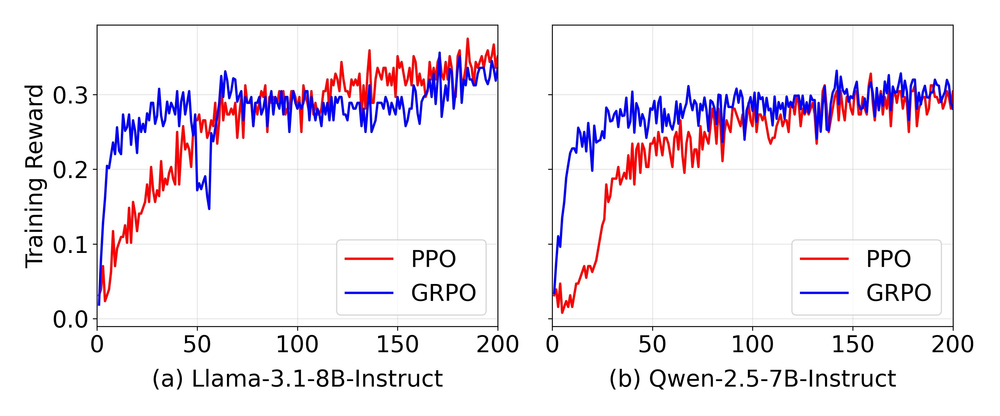 Training Reward
0.3
0.2
0.1
0.0
0 50 100 150 200
PPO
GRPO
(a) Llama-3.1-8B-Instruct
0 50 100 150 200
PPO
GRPO
(b) Qwen-2.5-7B-Instruct